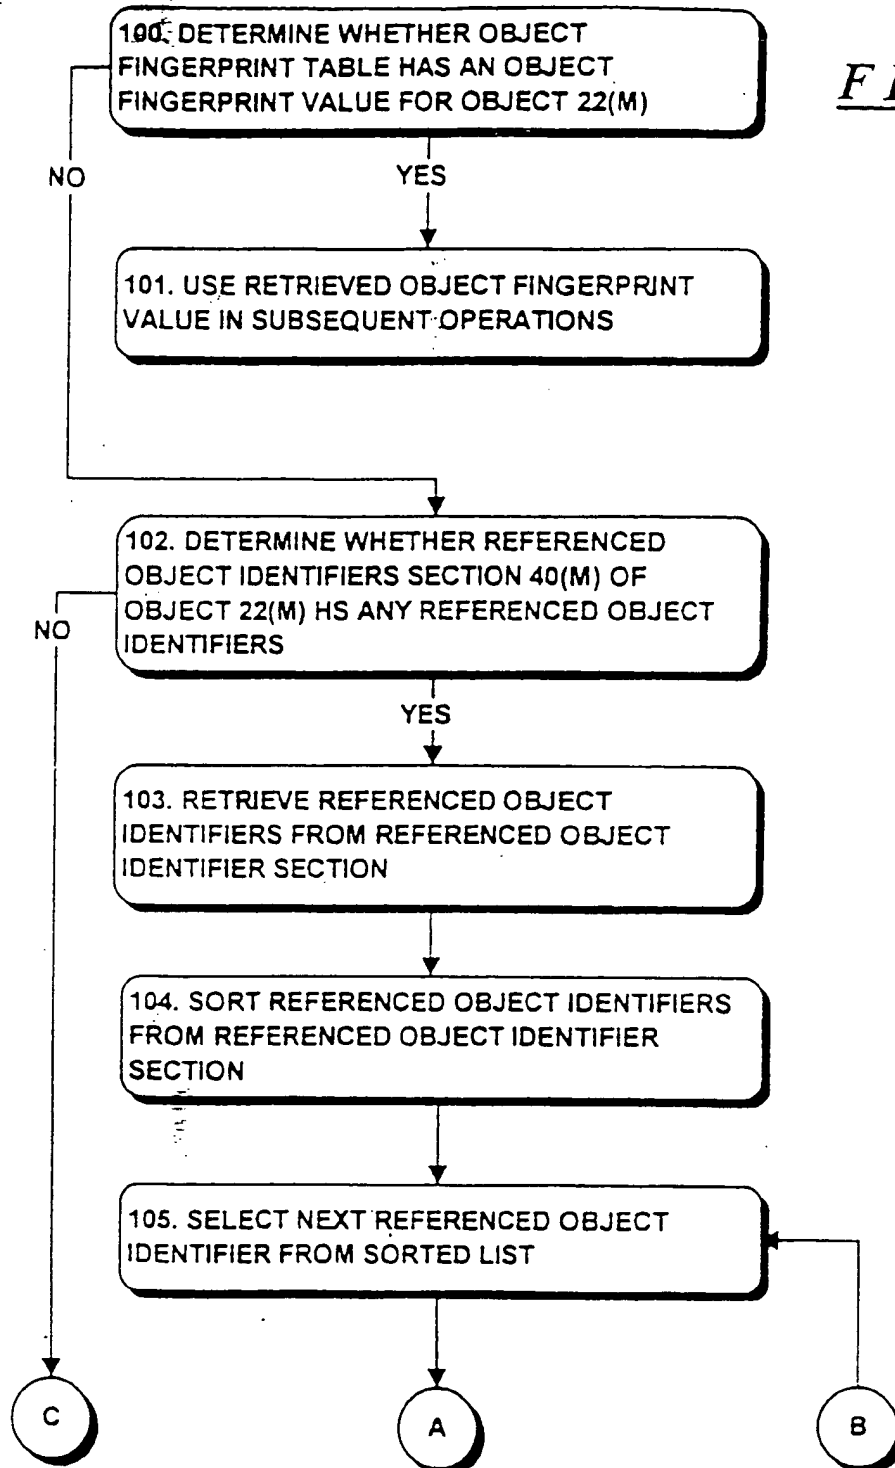 100. DETERMINE WHETHER OBJECT
FINGERPRINT TABLE HAS AN OBJECT
FINGERPRINT VALUE FOR OBJECT 22(M)
NO
YES
101. USE RETRIEVED OBJECT FINGERPRINT
VALUE IN SUBSEQUENT OPERATIONS
102. DETERMINE WHETHER REFERENCED
OBJECT IDENTIFIERS SECTION 40(M) OF
OBJECT 22(M) HS ANY REFERENCED OBJECT
IDENTIFIERS
NO
YES
103. RETRIEVE REFERENCED OBJECT
IDENTIFIERS FROM REFERENCED OBJECT
IDENTIFIER SECTION
104. SORT REFERENCED OBJECT IDENTIFIERS
FROM REFERENCED OBJECT IDENTIFIER
SECTION
105. SELECT NEXT REFERENCED OBJECT
IDENTIFIER FROM SORTED LIST
C
A
B